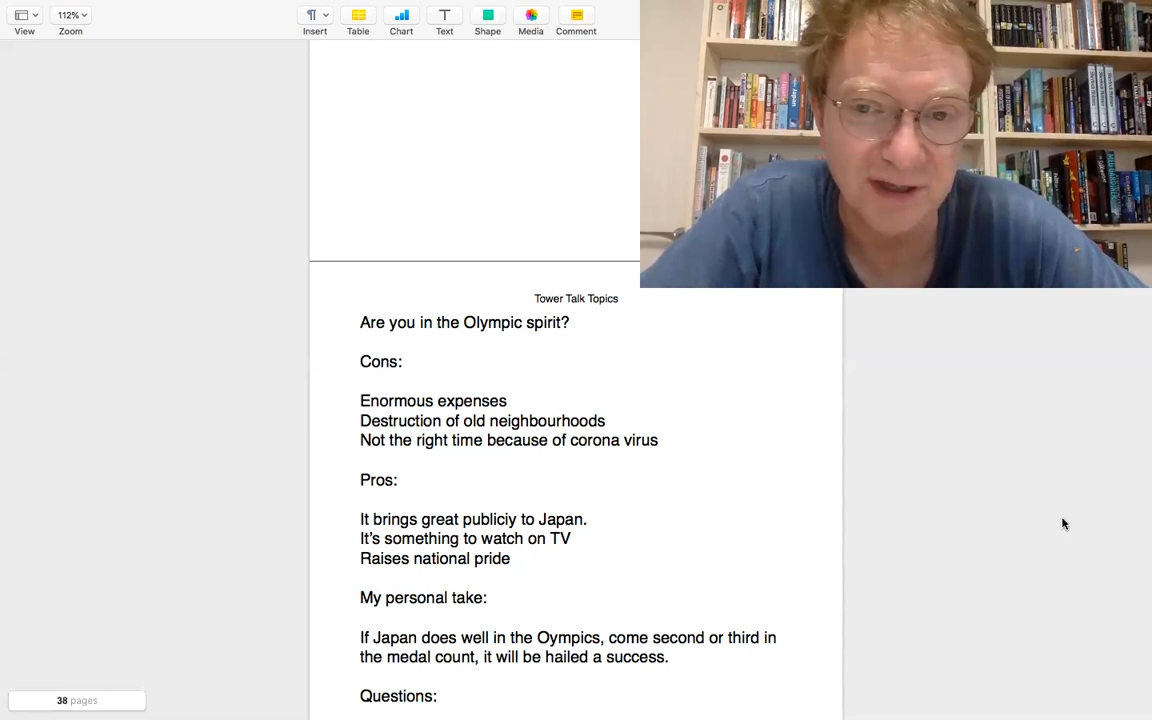 View
112%
Zoom
Insert
Table
Chart
Text
Shape
Media
Comment
Japan
Tower Talk Topics
Are you in the Olympic spirit?
Cons:
Enormous expenses
Destruction of old neighbourhoods
Not the right time because of corona virus
Pros:
It brings great publiciy to Japan.
It’s something to watch on TV
Raises national pride
My personal take:
If Japan does well in the Oympics, come second or third in
the medal count, it will be hailed a success.
Questions:
38 pages